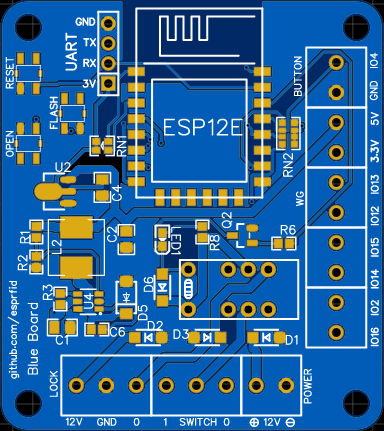 GND
TX
RX
3V
UART
RESET
FLASH
OPEN
ESP12E
RN1
RN2
BUTTON
IO4
GND
5V
3.3V
WG
IO13
IO12
IO15
IO14
IO2
IO16
U2
C4
R1
R2
L2
C2
LED1
R8
Q2
R6
R3
U4
C1
C6
D5
D6
D2
D3
D1
github.com/esprfid
Blue Board
LOCK
POWER
12V GND 0 1 SWITCH 0 ⊕ 12V ⊖